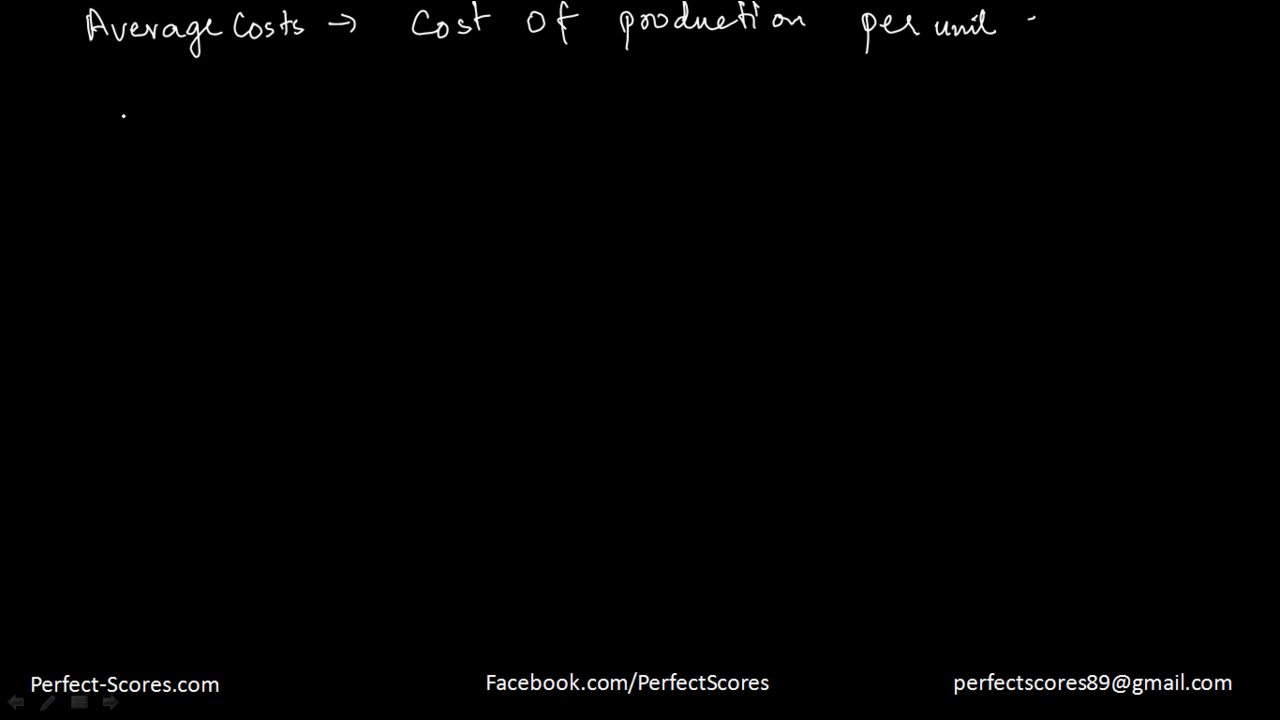 Average Costs → Cost Of production per unit -
Perfect-Scores.com
Facebook.com/PerfectScores
perfectscores89@gmail.com